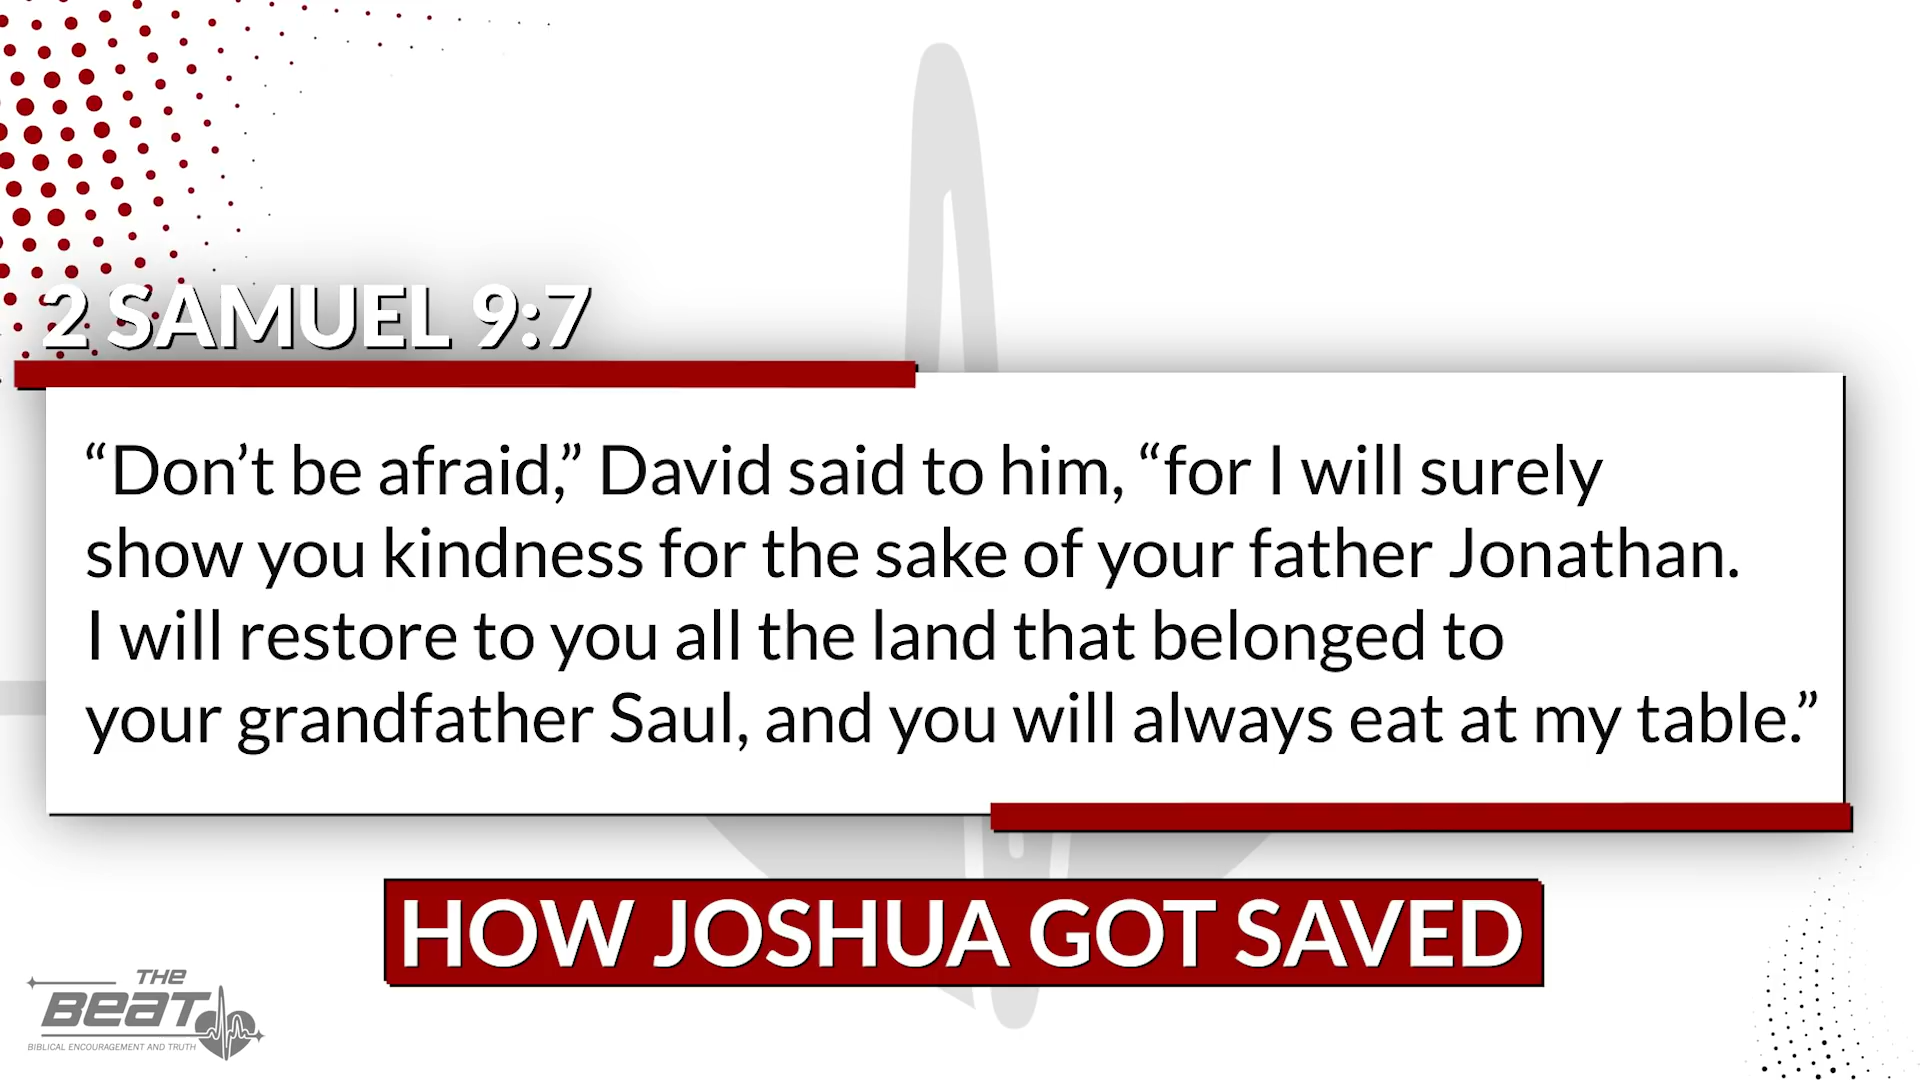 2 SAMUEL 9:7
“Don’t be afraid,” David said to him, “for I will surely
show you kindness for the sake of your father Jonathan.
I will restore to you all the land that belonged to
your grandfather Saul, and you will always eat at my table.”
HOW JOSHUA GOT SAVED
THE
BEAT
BIBLICAL ENCOURAGEMENT AND TRUTH